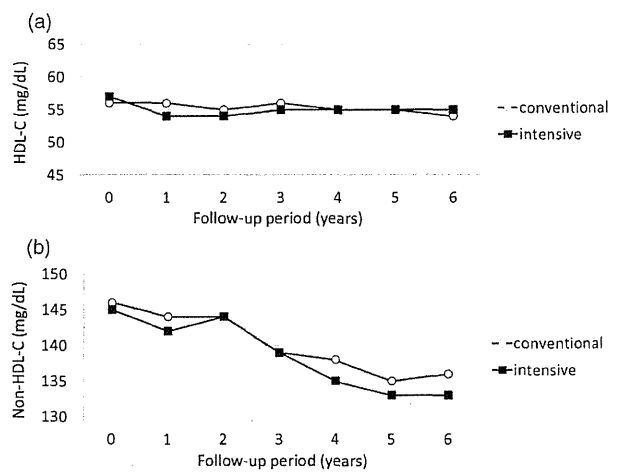 (a)
65
60
55
50
45
HDL-C (mg/dL)
0 1 2 3 4 5 6
Follow-up period (years)
conventional
intensive
(b)
150
145
140
135
130
Non-HDL-C (mg/dL)
0 1 2 3 4 5 6
Follow-up period (years)
conventional
intensive